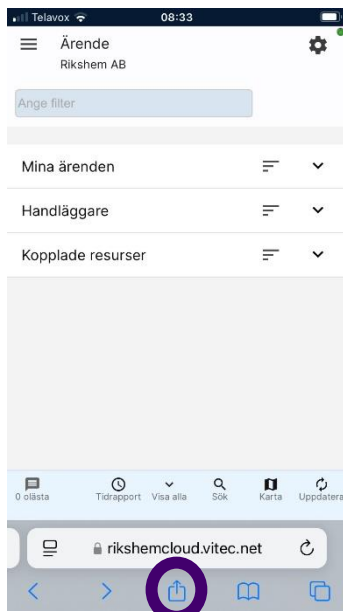 Telavox 08:33
Ärende
Rikshem AB
Ange filter
Mina ärenden
Handläggare
Kopplade resurser
0 olästa Tidrapport Visa alla Sök Karta Uppdatera
rikshemcloud.vitec.net